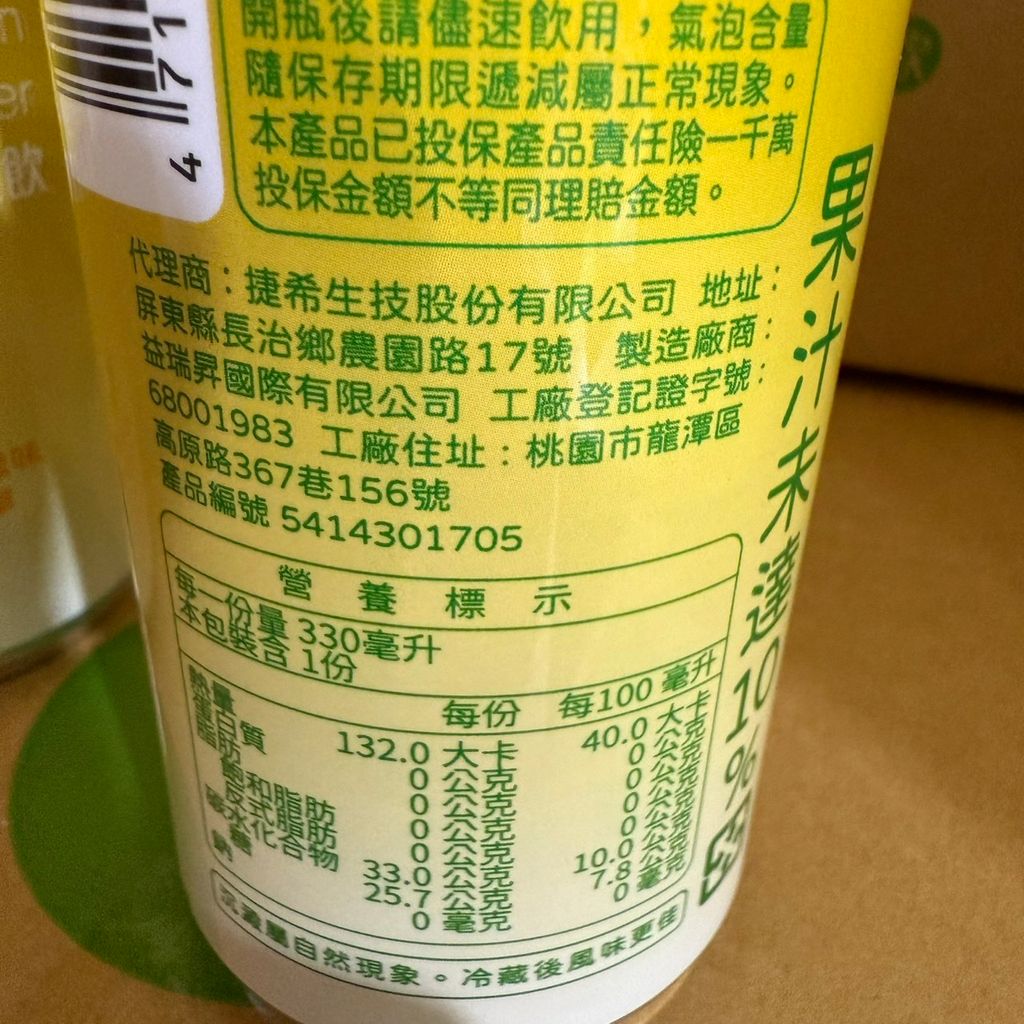 開瓶後請儘速飲用，氣泡含量
隨保存期限遞減屬正常現象。
本產品已投保產品責任險一千萬
投保金額不等同理賠金額。
代理商：捷希生技股份有限公司 地址：
屏東縣長治鄉農園路17號 製造廠商：
益瑞昇國際有限公司 工廠登記證字號：
68001983 工廠住址：桃園市龍潭區
高原路367巷156號
產品編號 5414301705
營養標示
每一份量 330毫升
本包裝含 1份
每份 每100 毫升
熱量 132.0 大卡 40.0 大卡
蛋白質 0 公克 0 公克
脂肪 0 公克 0 公克
飽和脂肪 0 公克 0 公克
反式脂肪 0 公克 0 公克
碳水化合物 33.0 公克 10.0 公克
糖 25.7 公克 7.8 公克
鈉 0 毫克 0 毫克
沉澱屬自然現象。冷藏後風味更佳
果汁未達10%
471
4
n
er
飲
味